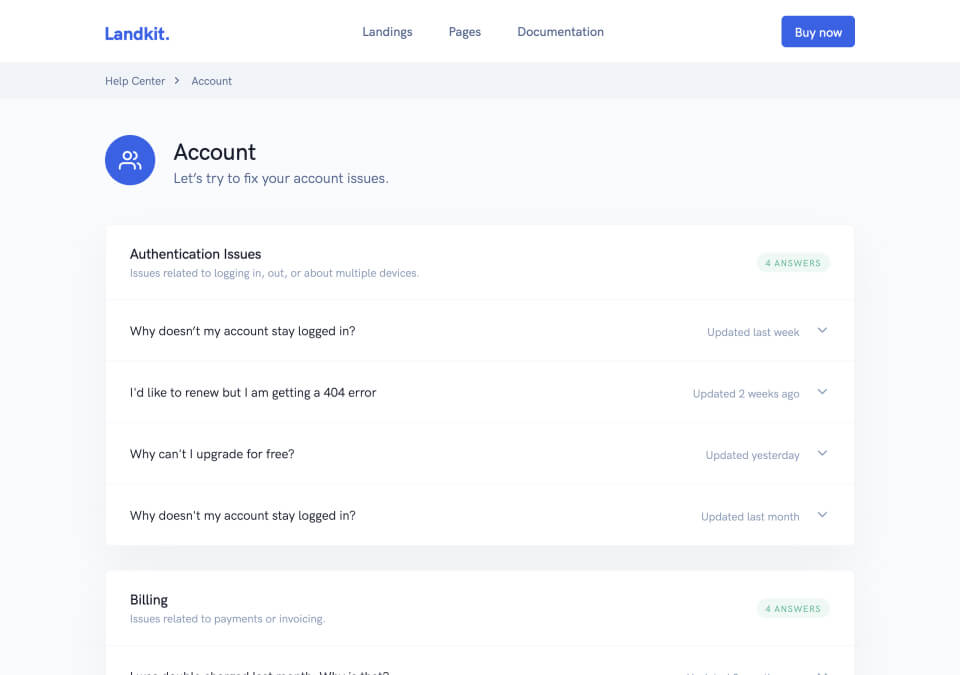 Landkit.
Landings Pages Documentation
Buy now
Help Center Account
Account
Let’s try to fix your account issues.
Authentication Issues
Issues related to logging in, out, or about multiple devices.
4 ANSWERS
Why doesn’t my account stay logged in?
Updated last week
I'd like to renew but I am getting a 404 error
Updated 2 weeks ago
Why can't I upgrade for free?
Updated yesterday
Why doesn't my account stay logged in?
Updated last month
Billing
Issues related to payments or invoicing.
4 ANSWERS